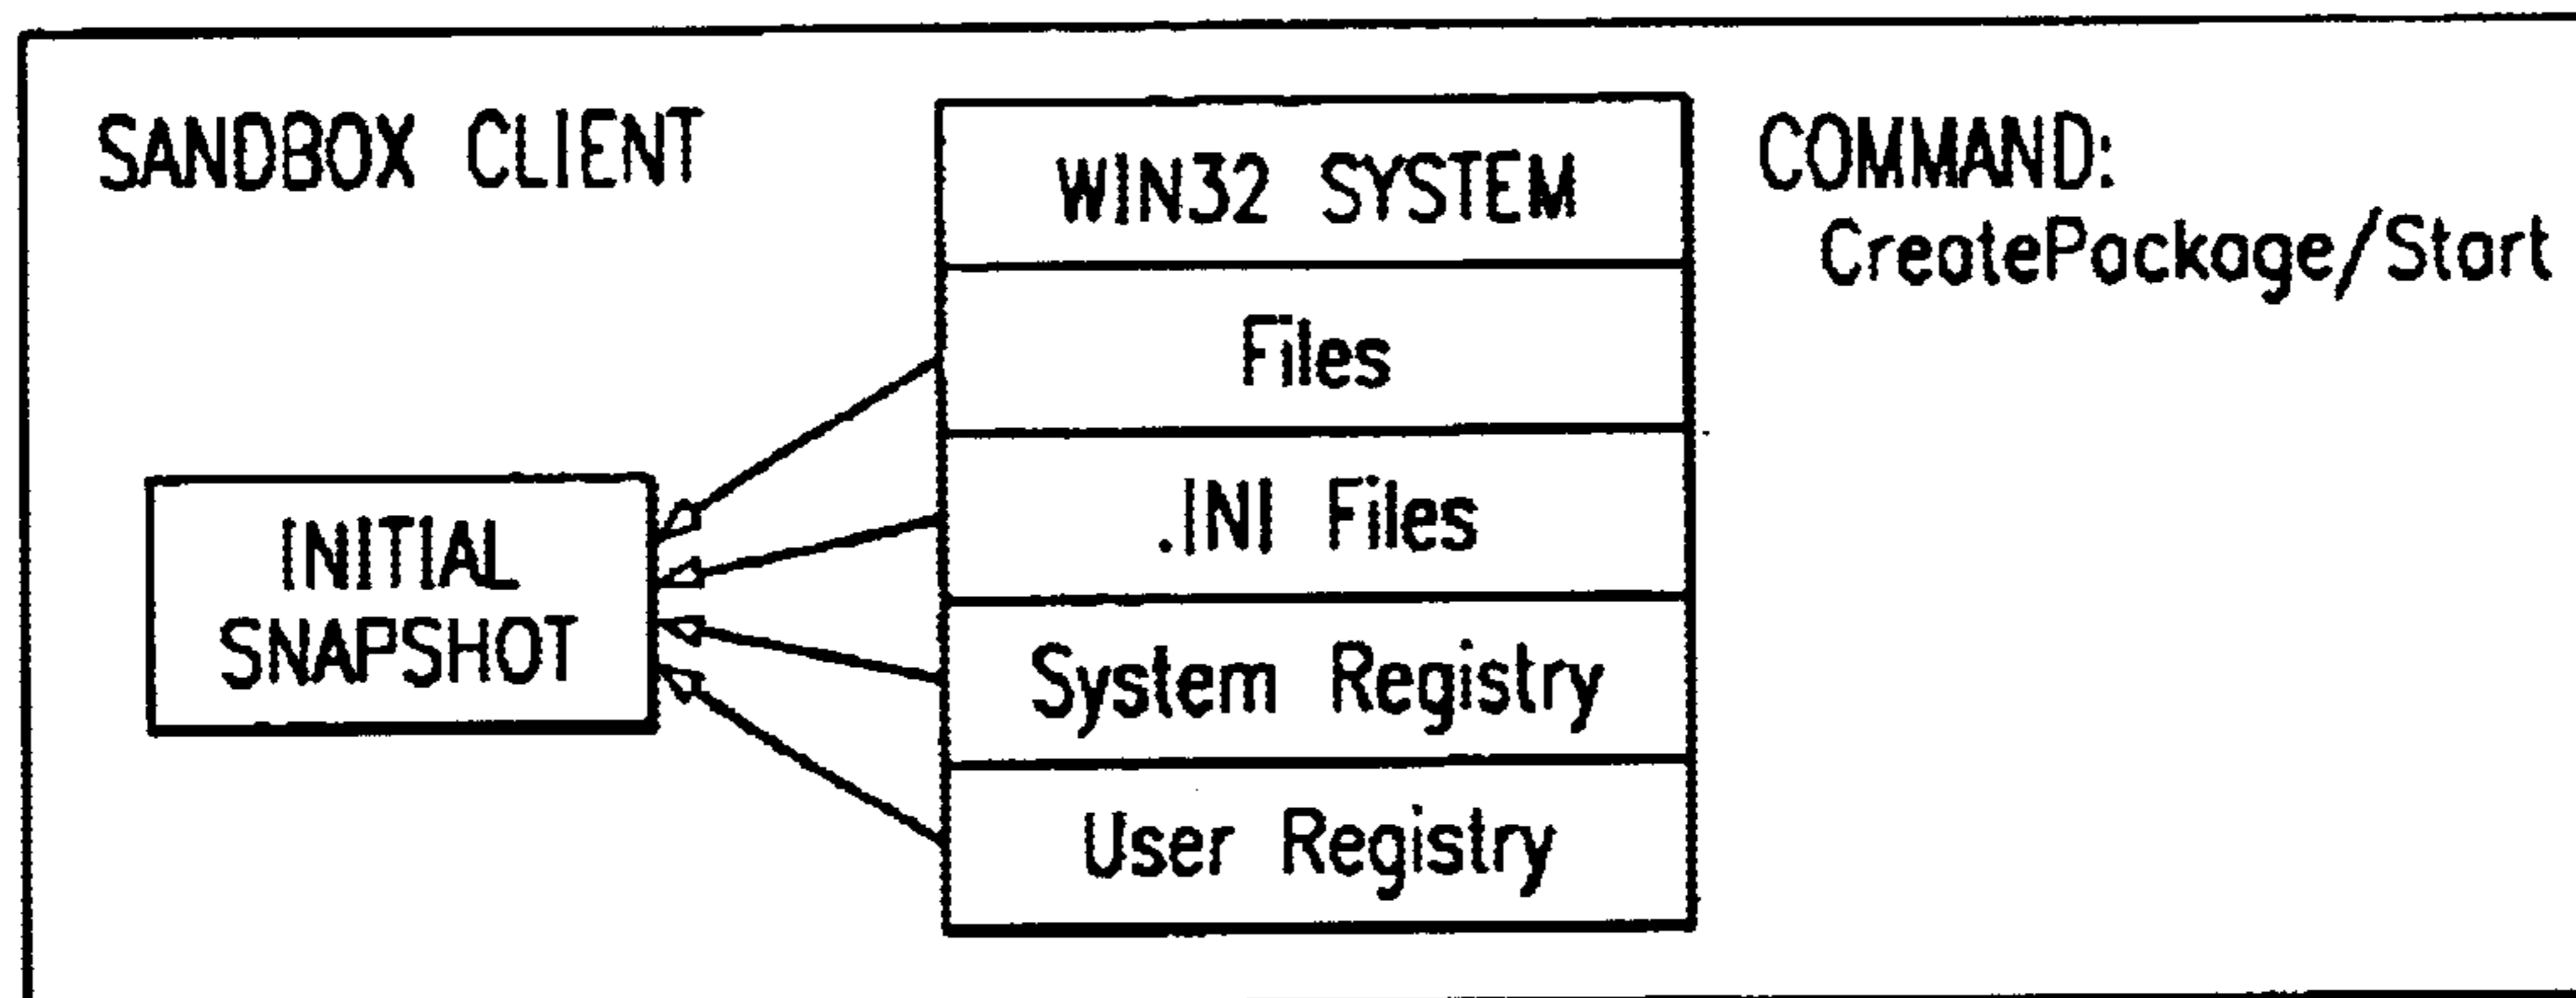 SANDBOX CLIENT
INITIAL
SNAPSHOT
WIN32 SYSTEM
Files
.INI Files
System Registry
User Registry
COMMAND:
CreatePackage/Start